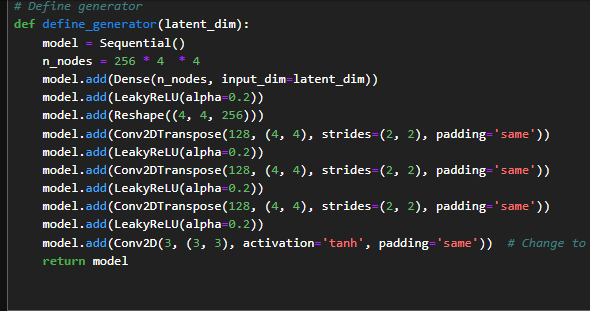 # Define generator
def define_generator(latent_dim):
    model = Sequential()
    n_nodes = 256 * 4  * 4
    model.add(Dense(n_nodes, input_dim=latent_dim))
    model.add(LeakyReLU(alpha=0.2))
    model.add(Reshape((4, 4, 256)))
    model.add(Conv2DTranspose(128, (4, 4), strides=(2, 2), padding='same'))
    model.add(LeakyReLU(alpha=0.2))
    model.add(Conv2DTranspose(128, (4, 4), strides=(2, 2), padding='same'))
    model.add(LeakyReLU(alpha=0.2))
    model.add(Conv2DTranspose(128, (4, 4), strides=(2, 2), padding='same'))
    model.add(LeakyReLU(alpha=0.2))
    model.add(Conv2D(3, (3, 3), activation='tanh', padding='same'))  # Change to
    return model